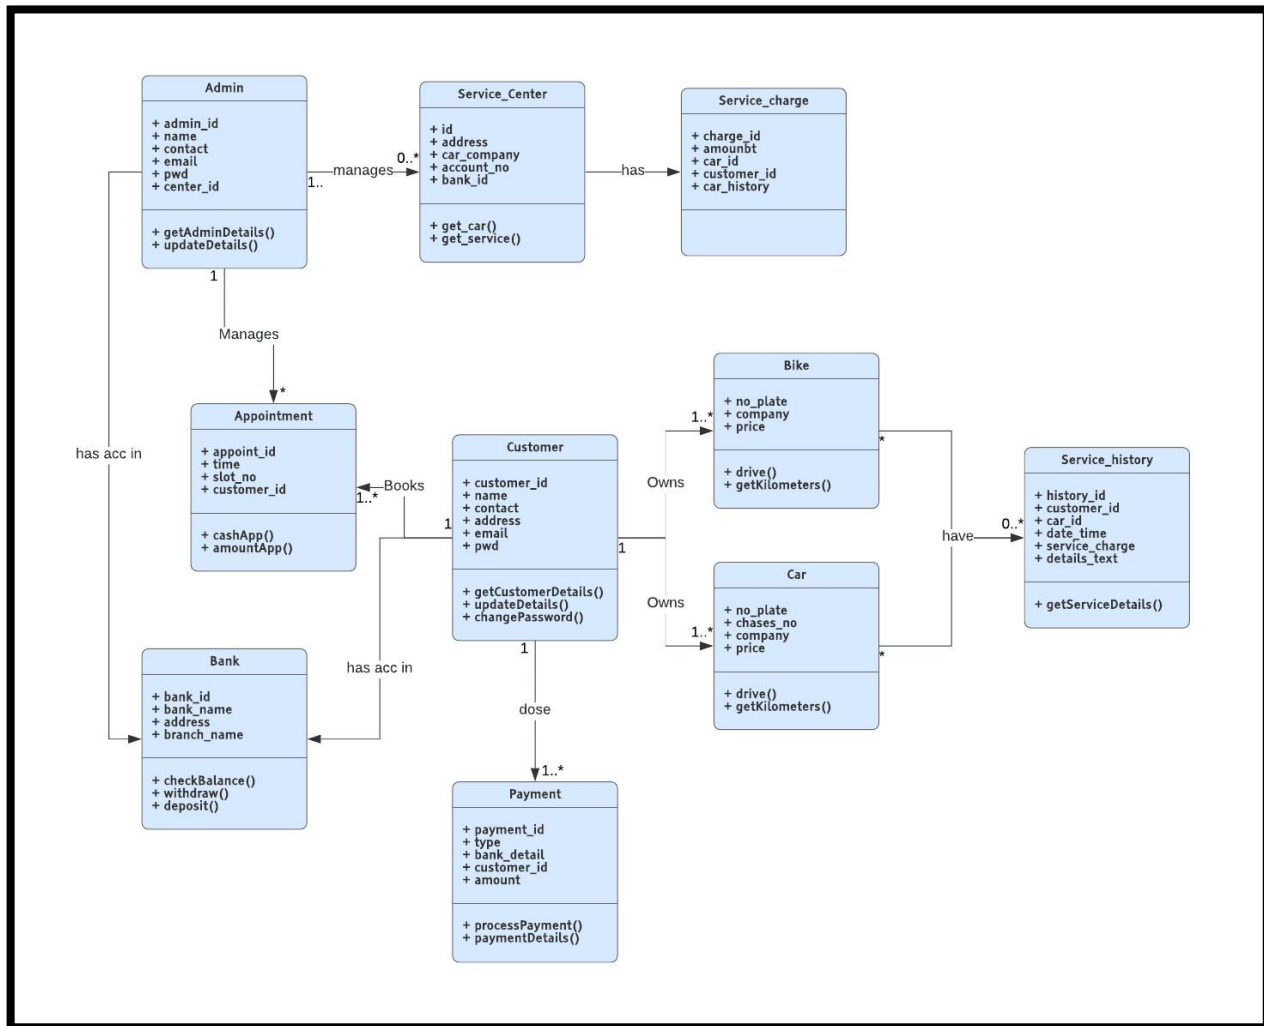 Admin
+ admin_id
+ name
+ contact
+ email
+ pwd
+ center_id
+ getAdminDetails()
+ updateDetails()
1..
manages
0..*
Service_Center
+ id
+ address
+ car_company
+ account_no
+ bank_id
+ get_car()
+ get_service()
has
Service_charge
+ charge_id
+ amounbt
+ car_id
+ customer_id
+ car_history
1
Manages
*
has acc in
Appointment
+ appoint_id
+ time
+ slot_no
+ customer_id
+ cashApp()
+ amountApp()
Books
1..*
1
Customer
+ customer_id
+ name
+ contact
+ address
+ email
+ pwd
+ getCustomerDetails()
+ updateDetails()
+ changePassword()
1
Owns
1..*
Bike
+ no_plate
+ company
+ price
+ drive()
+ getKilometers()
*
Owns
1..*
Car
+ no_plate
+ chases_no
+ company
+ price
+ drive()
+ getKilometers()
*
have
0..*
Service_history
+ history_id
+ customer_id
+ car_id
+ date_time
+ service_charge
+ details_text
+ getServiceDetails()
has acc in
Bank
+ bank_id
+ bank_name
+ address
+ branch_name
+ checkBalance()
+ withdraw()
+ deposit()
1
dose
1..*
Payment
+ payment_id
+ type
+ bank_detail
+ customer_id
+ amount
+ processPayment()
+ paymentDetails()